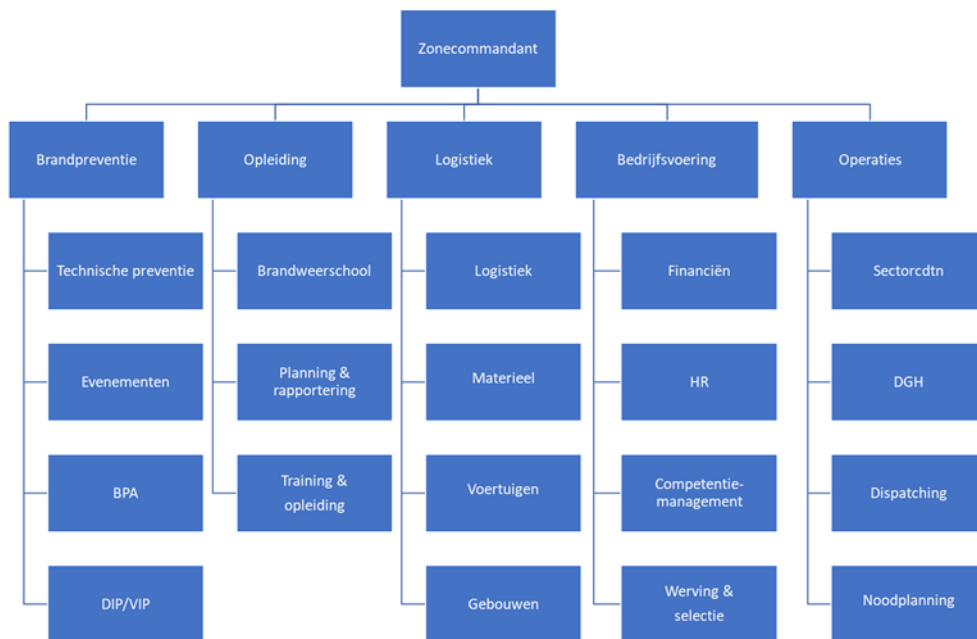 Zonecommandant
Brandpreventie
Opleiding
Logistiek
Bedrijfsvoering
Operaties
Technische preventie
Brandweerschool
Logistiek
Financiën
Sectorcdtn
Evenementen
Planning &
rapportering
Materieel
HR
DGH
BPA
Training &
opleiding
Voertuigen
Competentie-
management
Dispatching
DIP/VIP
Gebouwen
Werving &
selectie
Noodplanning